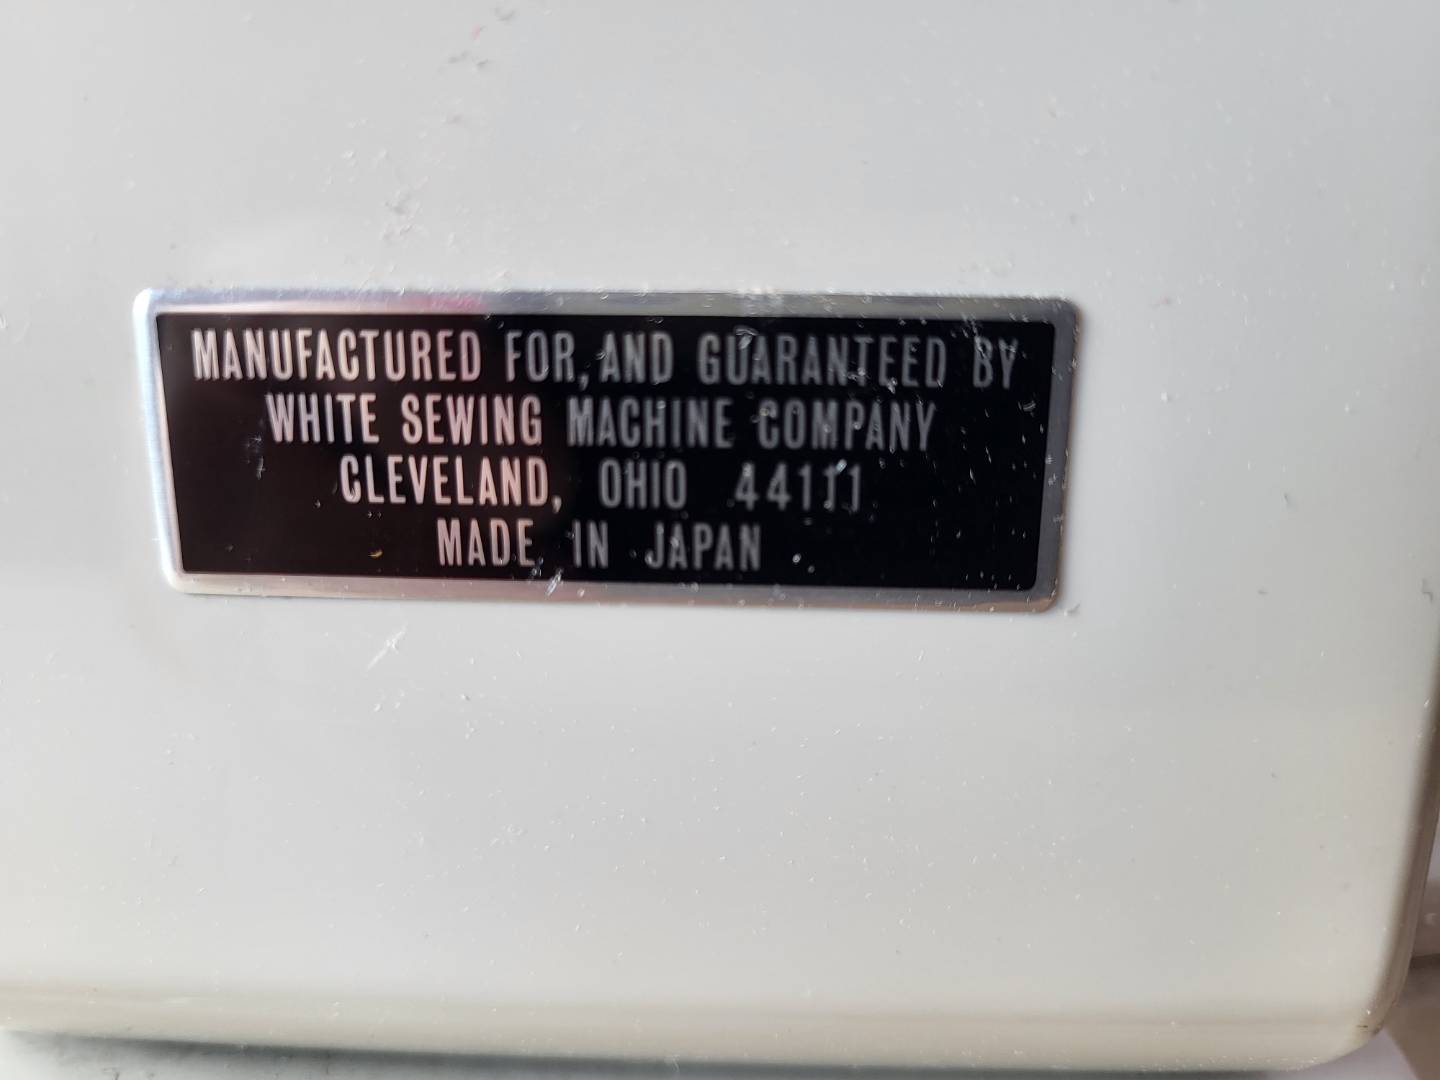 MANUFACTURED FOR, AND GUARANTEED BY
WHITE SEWING MACHINE COMPANY
CLEVELAND, OHIO 44111
MADE IN JAPAN